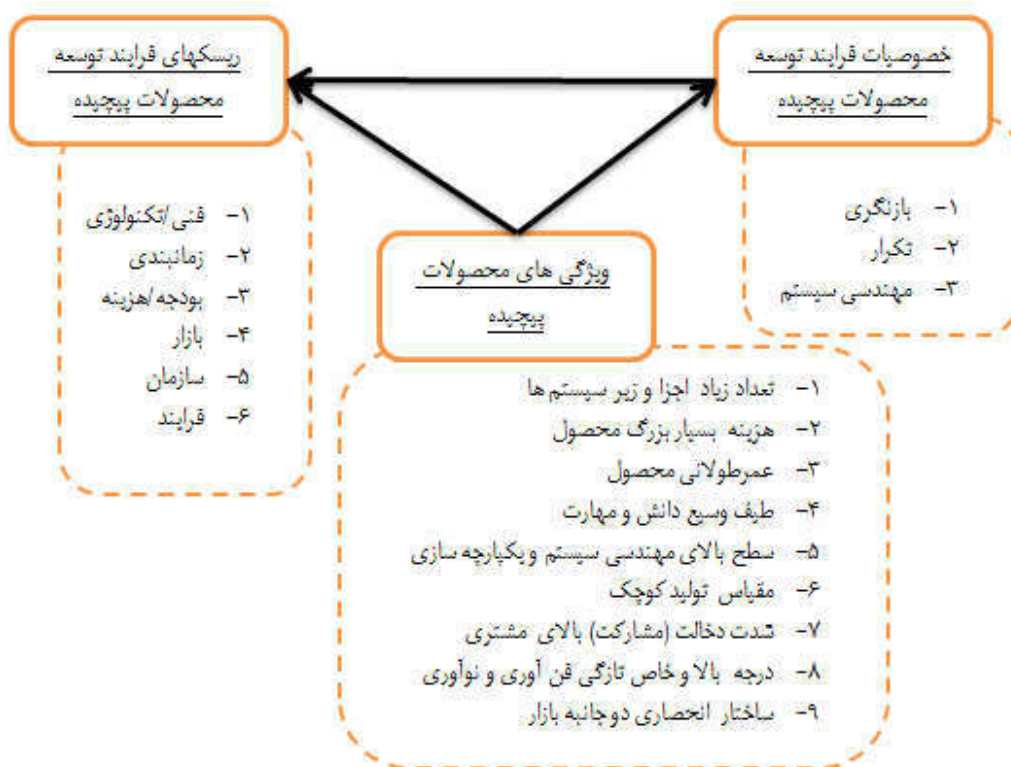 خصوصیات فرایند توسعه
محصولات پیچیده
۱- بازنگری
۲- تکرار
۳- مهندسی سیستم
ریسکهای فرایند توسعه
محصولات پیچیده
۱- فنی/تکنولوژی
۲- زمانبندی
۳- بودجه/هزینه
۴- بازار
۵- سازمان
۶- فرایند
ویژگی های محصولات
پیچیده
۱- تعداد زیاد اجزا و زیر سیستم ها
۲- هزینه بسیار بزرگ محصول
۳- عمرطولانی محصول
۴- طیف وسیع دانش و مهارت
۵- سطح بالای مهندسی سیستم و یکپارچه سازی
۶- مقیاس تولید کوچک
۷- شدت دخالت (مشارکت) بالای مشتری
۸- درجه بالا و خاص تازگی فن آوری و نوآوری
۹- ساختار انحصاری دوجانبه بازار